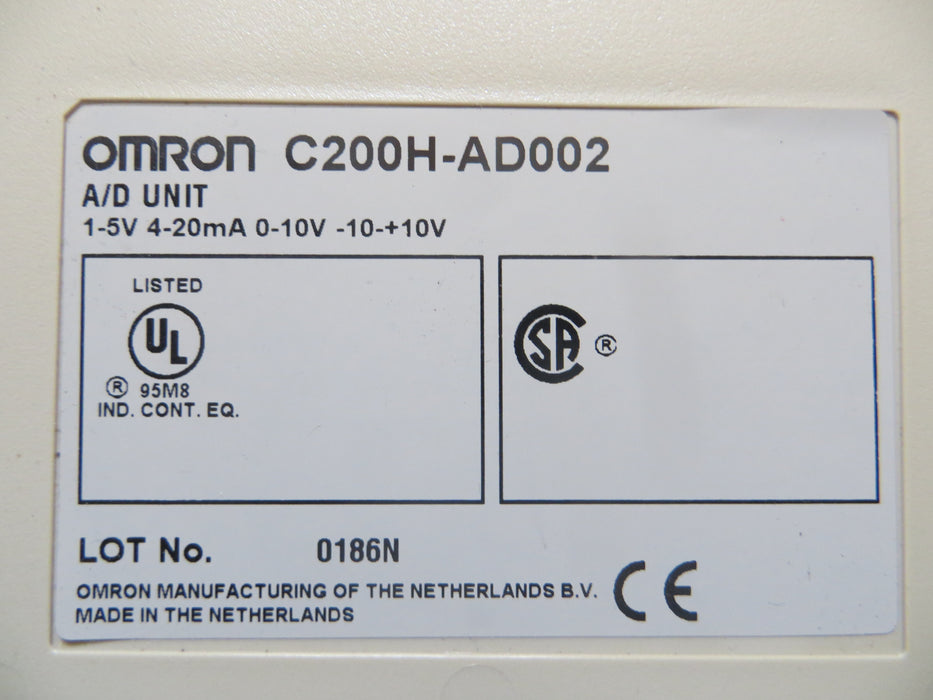 OMRON C200H-AD002
A/D UNIT
1-5V 4-20mA 0-10V -10-+10V
LISTED
UL
® 95M8
IND. CONT. EQ.
CSA ®
LOT No. 0186N
OMRON MANUFACTURING OF THE NETHERLANDS B.V.
MADE IN THE NETHERLANDS
CE